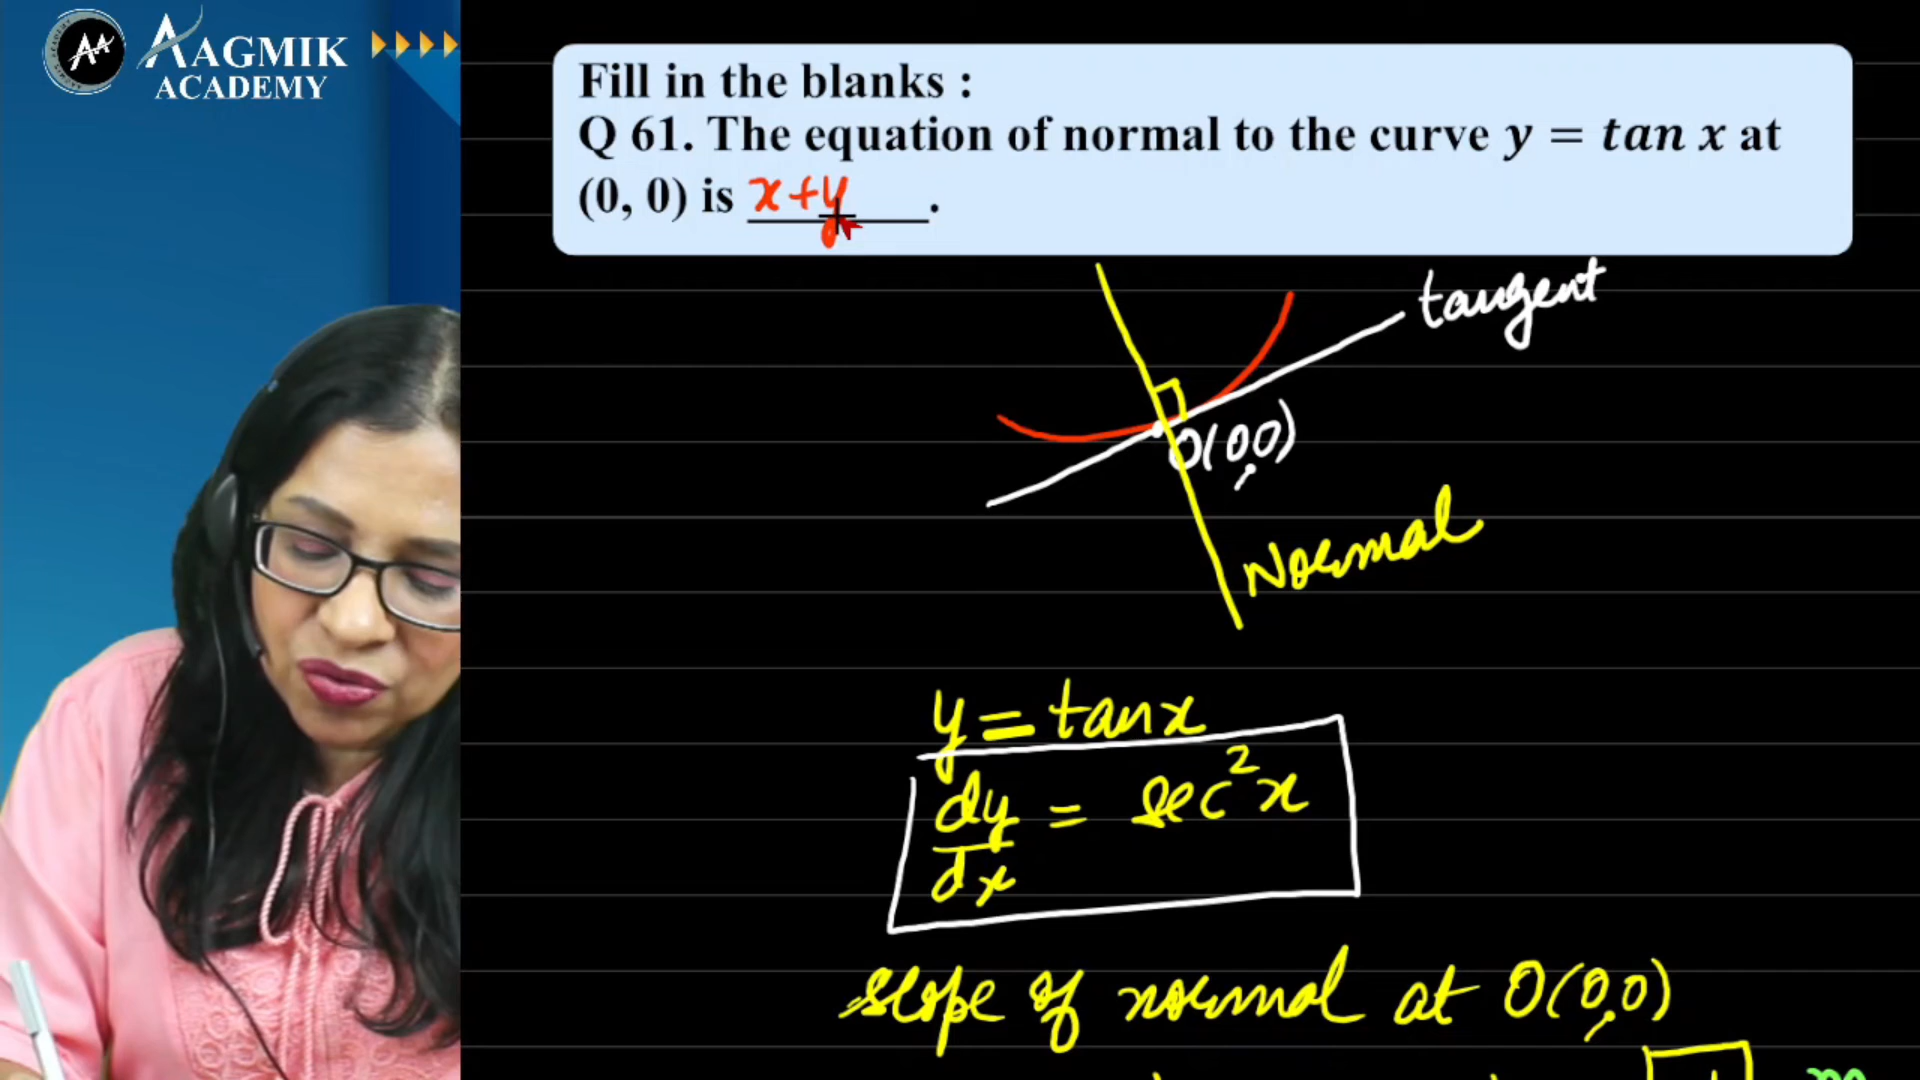 AAGMIK
ACADEMY
Fill in the blanks :
Q 61. The equation of normal to the curve y = tan x at
(0, 0) is x+y.
tangent
O(0,0)
Normal
y = tanx
dy/dx = sec²x
slope of normal at O(0,0)